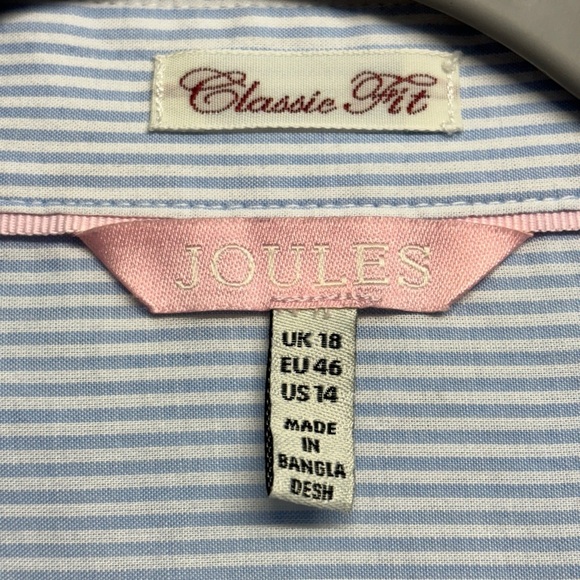 Classic Fit
JOULES
UK 18
EU 46
US 14
MADE
IN
BANGLA
DESH